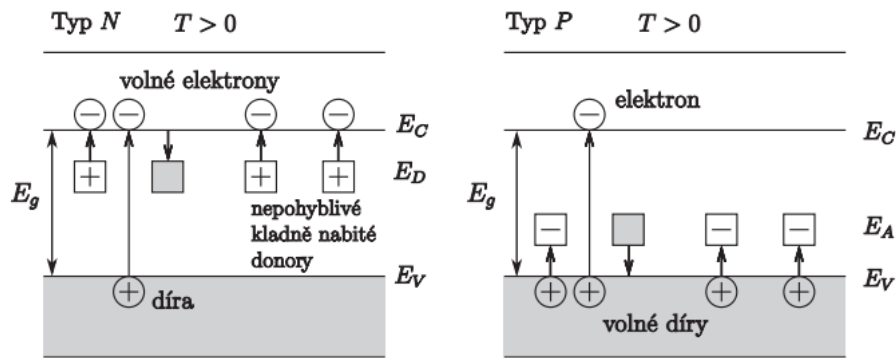 Typ N T > 0
volné elektrony
− − − −
E_C
+ + +
E_D
E_g
nepohyblivé
kladně nabité
donory
E_V
+
díra
Typ P T > 0
− elektron
E_C
E_g
− − −
E_A
E_V
+ + + +
volné díry